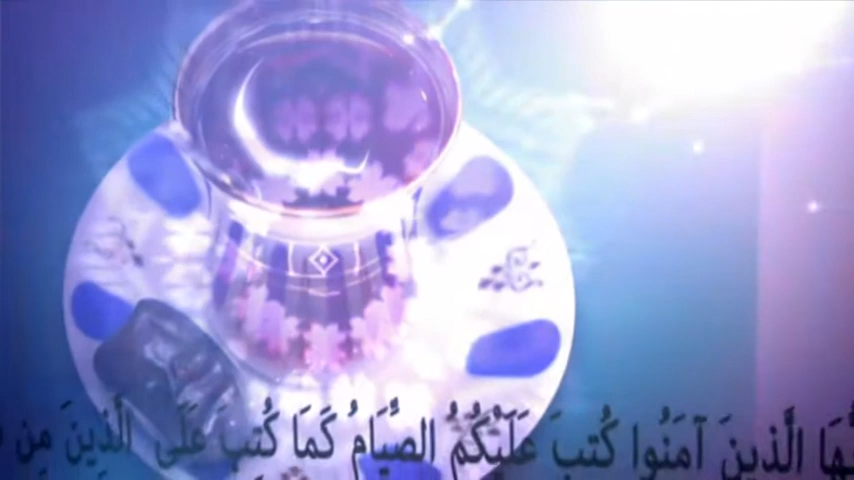 الَّذِينَ آمَنُوا كُتِبَ عَلَيْكُمُ الصِّيَامُ كَمَا كُتِبَ عَلَى الَّذِينَ مِن